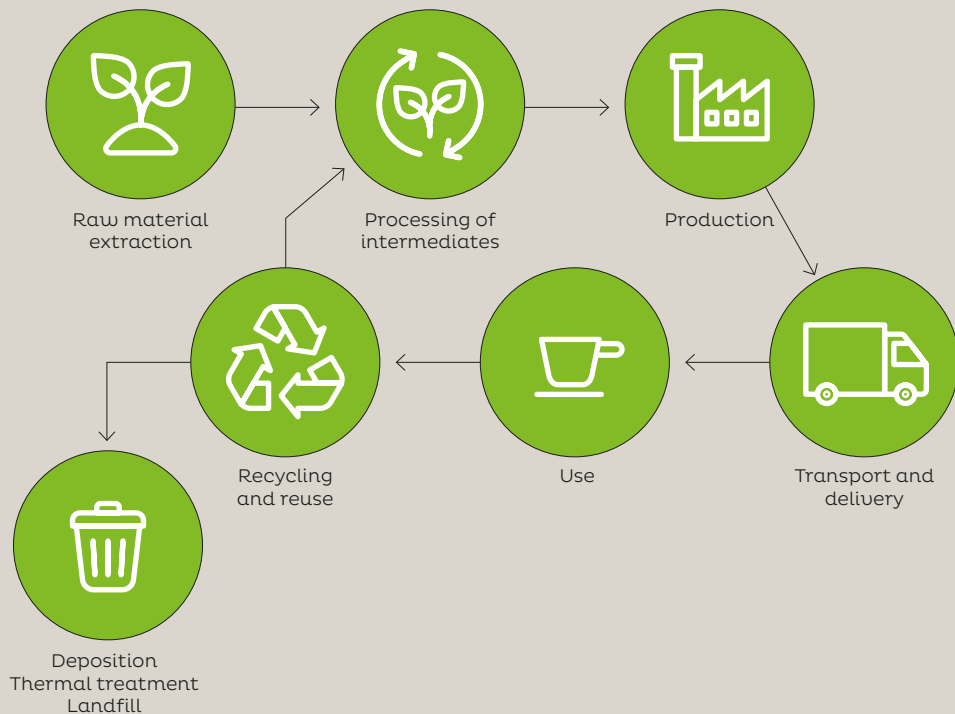 Raw material
extraction
Processing of
intermediates
Production
Recycling
and reuse
Use
Transport and
delivery
Deposition
Thermal treatment
Landfill